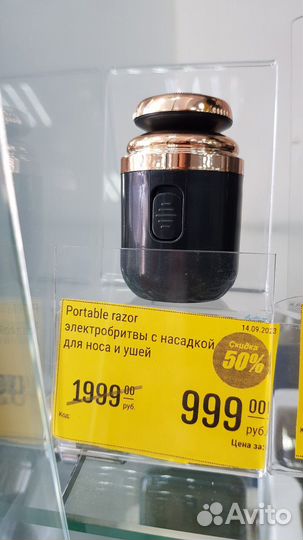 Portable razor
14.09.2023
электробритвы с насадкой
для носа и ушей
Скидка
50%
1999.00
руб.
999 00
руб.
Код:
Цена за:
Avito